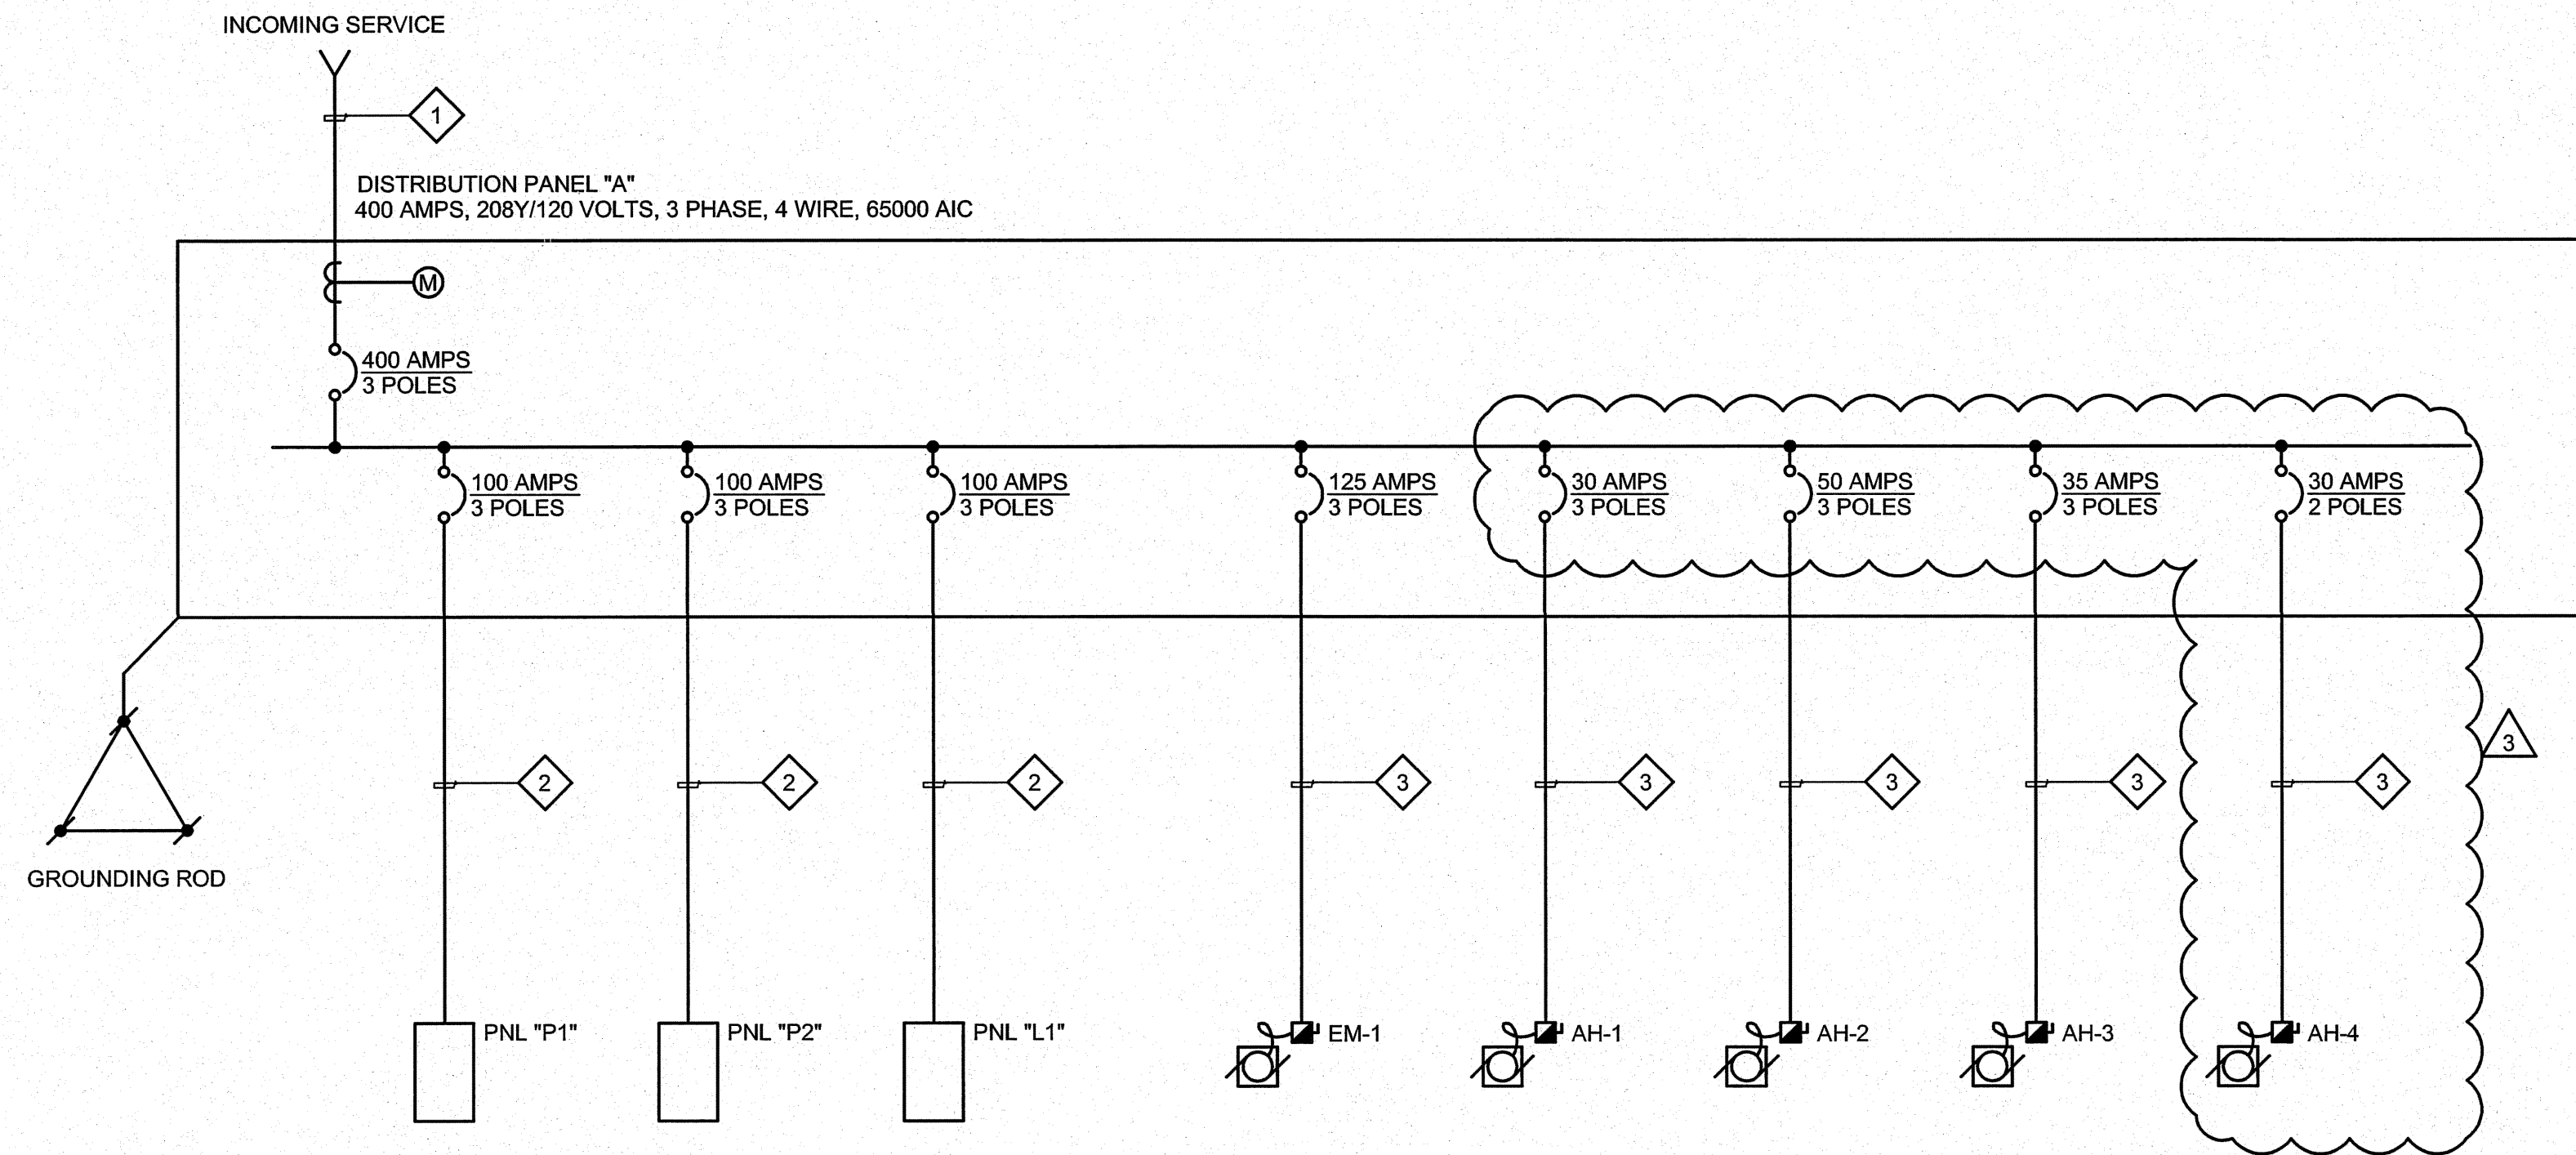 INCOMING SERVICE
1
DISTRIBUTION PANEL "A"
400 AMPS, 208Y/120 VOLTS, 3 PHASE, 4 WIRE, 65000 AIC
M
400 AMPS
3 POLES
100 AMPS
3 POLES
100 AMPS
3 POLES
100 AMPS
3 POLES
125 AMPS
3 POLES
30 AMPS
3 POLES
50 AMPS
3 POLES
35 AMPS
3 POLES
30 AMPS
2 POLES
3
2
2
2
3
3
3
3
3
GROUNDING ROD
PNL "P1"
PNL "P2"
PNL "L1"
EM-1
AH-1
AH-2
AH-3
AH-4